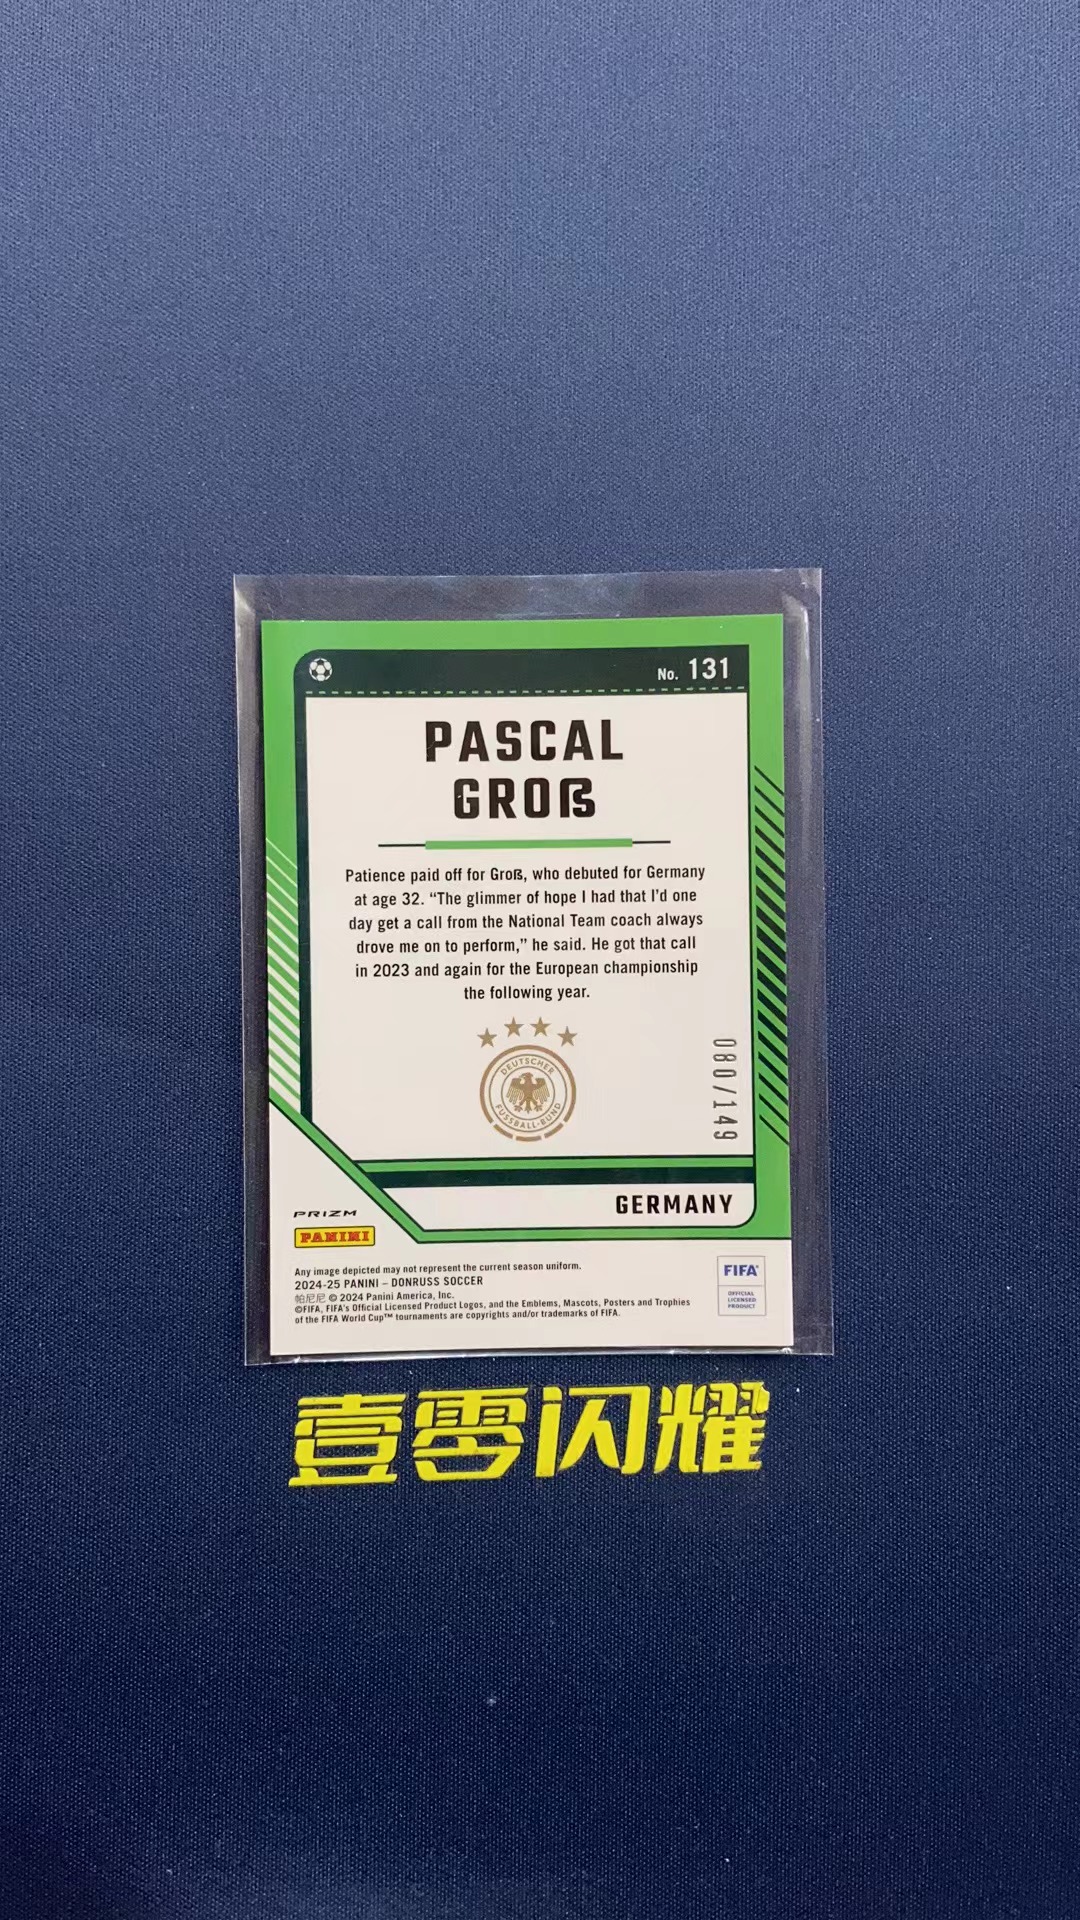 No. 131
PASCAL
GROß
Patience paid off for Groß, who debuted for Germany
at age 32. “The glimmer of hope I had that I’d one
day get a call from the National Team coach always
drove me on to perform,” he said. He got that call
in 2023 and again for the European championship
the following year.
DEUTSCHER
FUSSBALL-BUND
080/149
GERMANY
PRIZM
PANINI
Any image depicted may not represent the current season uniform.
2024-25 PANINI – DONRUSS SOCCER
帕尼尼 © 2024 Panini America, Inc.
©FIFA, FIFA's Official Licensed Product Logos, and the Emblems, Mascots, Posters and Trophies
of the FIFA World Cup™ tournaments are copyrights and/or trademarks of FIFA.
FIFA
OFFICIAL
LICENSED
PRODUCT
壹零闪耀